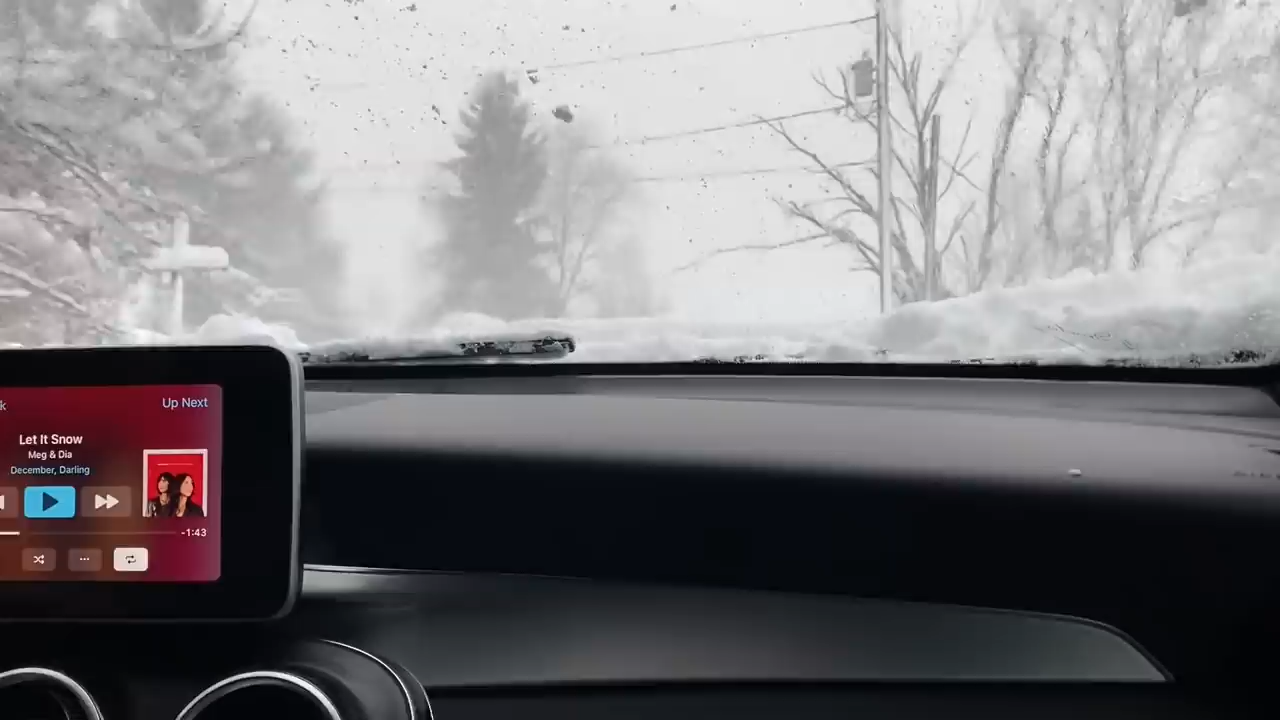 k
Up Next
Let It Snow
Meg & Dia
December, Darling
-1:43